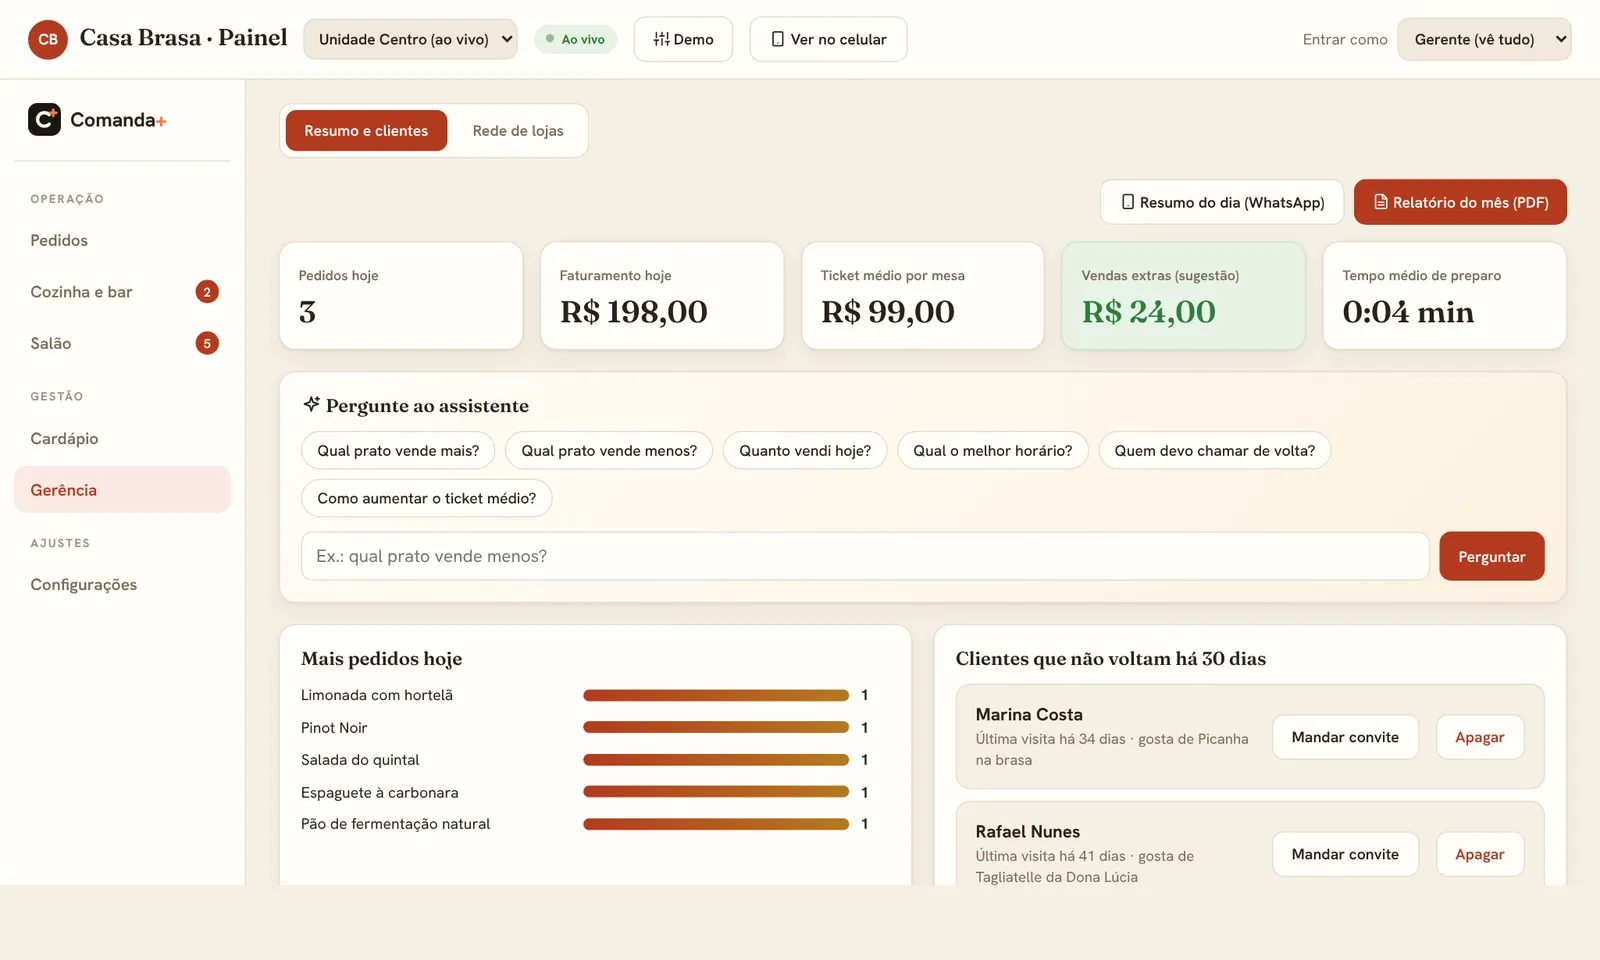 CB Casa Brasa · Painel Unidade Centro (ao vivo) Ao vivo Demo Ver no celular Entrar como Gerente (vê tudo)
C+ Comanda+
OPERAÇÃO
Pedidos
Cozinha e bar 2
Salão 5
GESTÃO
Cardápio
Gerência
AJUSTES
Configurações
Resumo e clientes Rede de lojas
Resumo do dia (WhatsApp) Relatório do mês (PDF)
Pedidos hoje
3
Faturamento hoje
R$ 198,00
Ticket médio por mesa
R$ 99,00
Vendas extras (sugestão)
R$ 24,00
Tempo médio de preparo
0:04 min
Pergunte ao assistente
Qual prato vende mais? Qual prato vende menos? Quanto vendi hoje? Qual o melhor horário? Quem devo chamar de volta?
Como aumentar o ticket médio?
Ex.: qual prato vende menos? Perguntar
Mais pedidos hoje
Limonada com hortelã 1
Pinot Noir 1
Salada do quintal 1
Espaguete à carbonara 1
Pão de fermentação natural 1
Clientes que não voltam há 30 dias
Marina Costa
Última visita há 34 dias · gosta de Picanha
na brasa
Mandar convite Apagar
Rafael Nunes
Última visita há 41 dias · gosta de
Tagliatelle da Dona Lúcia
Mandar convite Apagar